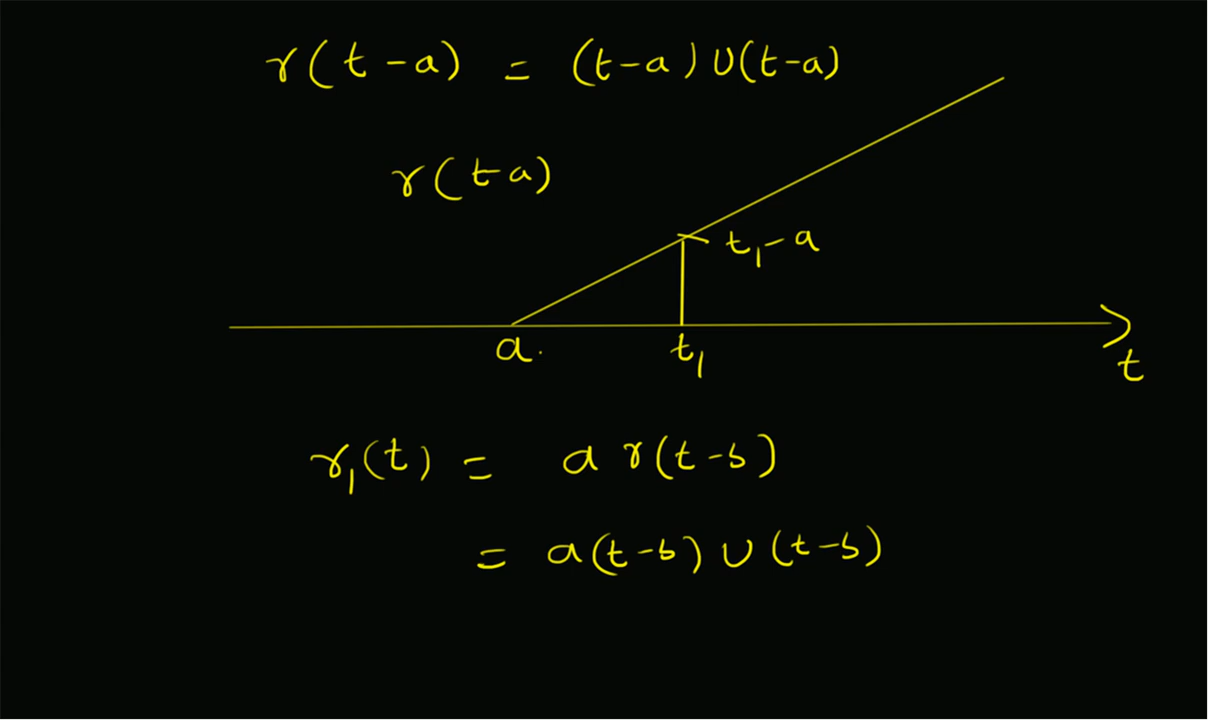 r(t-a) = (t-a) U(t-a)
r(t-a)
t₁-a
a.
t₁
t
r₁(t) = a r(t-b)
= a(t-b) U(t-b)